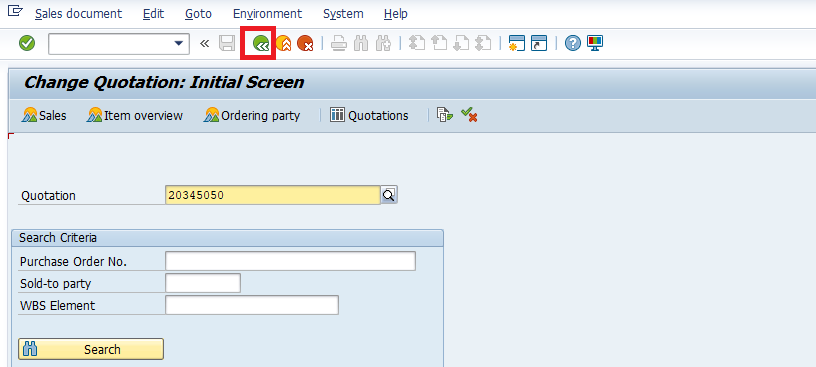 Sales document Edit Goto Environment System Help
Change Quotation: Initial Screen
Sales Item overview Ordering party Quotations
Quotation 20345050
Search Criteria
Purchase Order No.
Sold-to party
WBS Element
Search